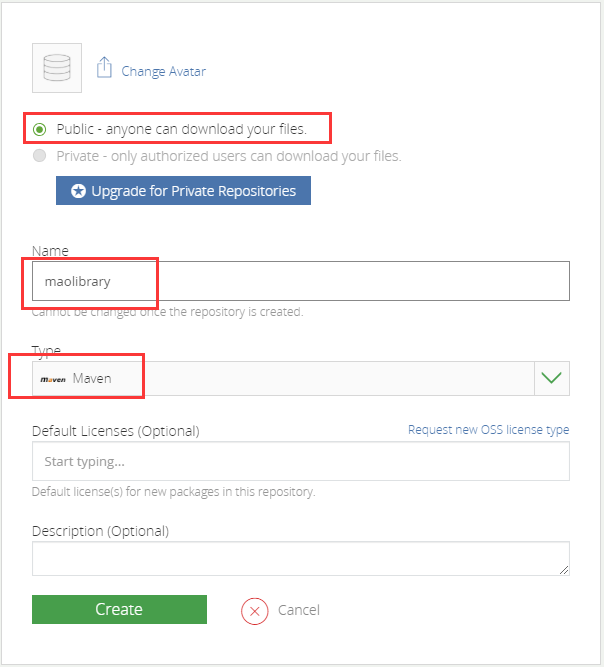 Change Avatar
Public - anyone can download your files.
Private - only authorized users can download your files.
Upgrade for Private Repositories
Name
maolibrary
Cannot be changed once the repository is created.
Type
maven Maven
Default Licenses (Optional) Request new OSS license type
Start typing...
Default license(s) for new packages in this repository.
Description (Optional)
Create Cancel